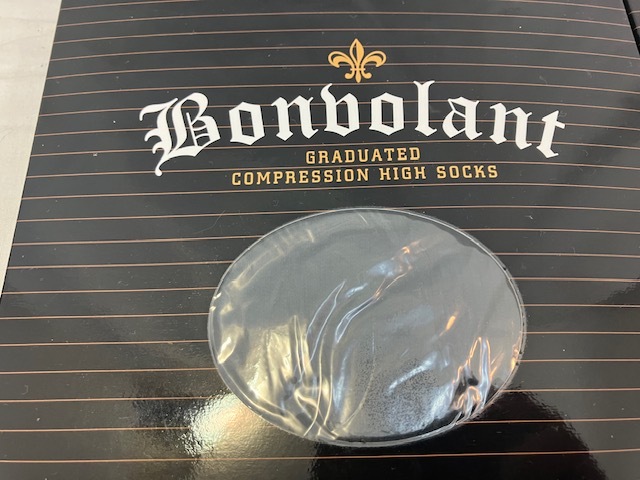 Bonvolant
GRADUATED
COMPRESSION HIGH SOCKS